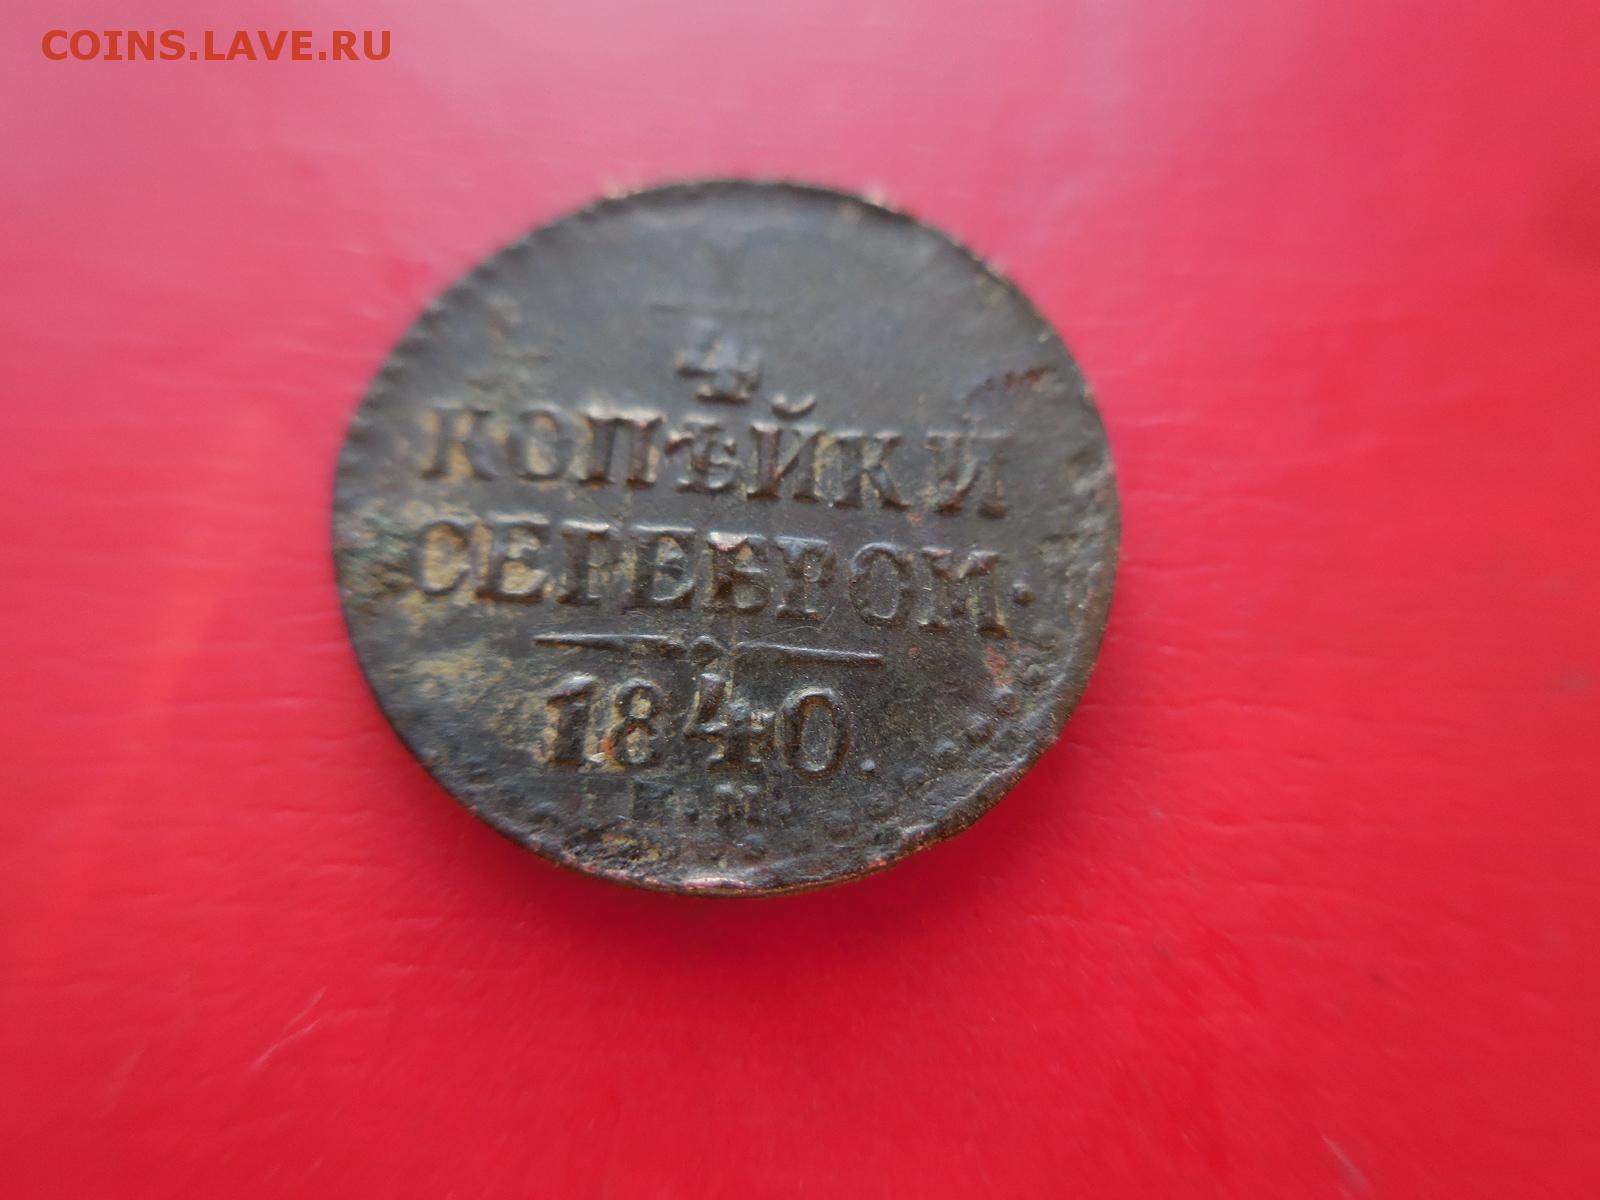 COINS.LAVE.RU
1
4
КОПѢЙКИ
СЕРЕБРОМ.
1840.
.М.